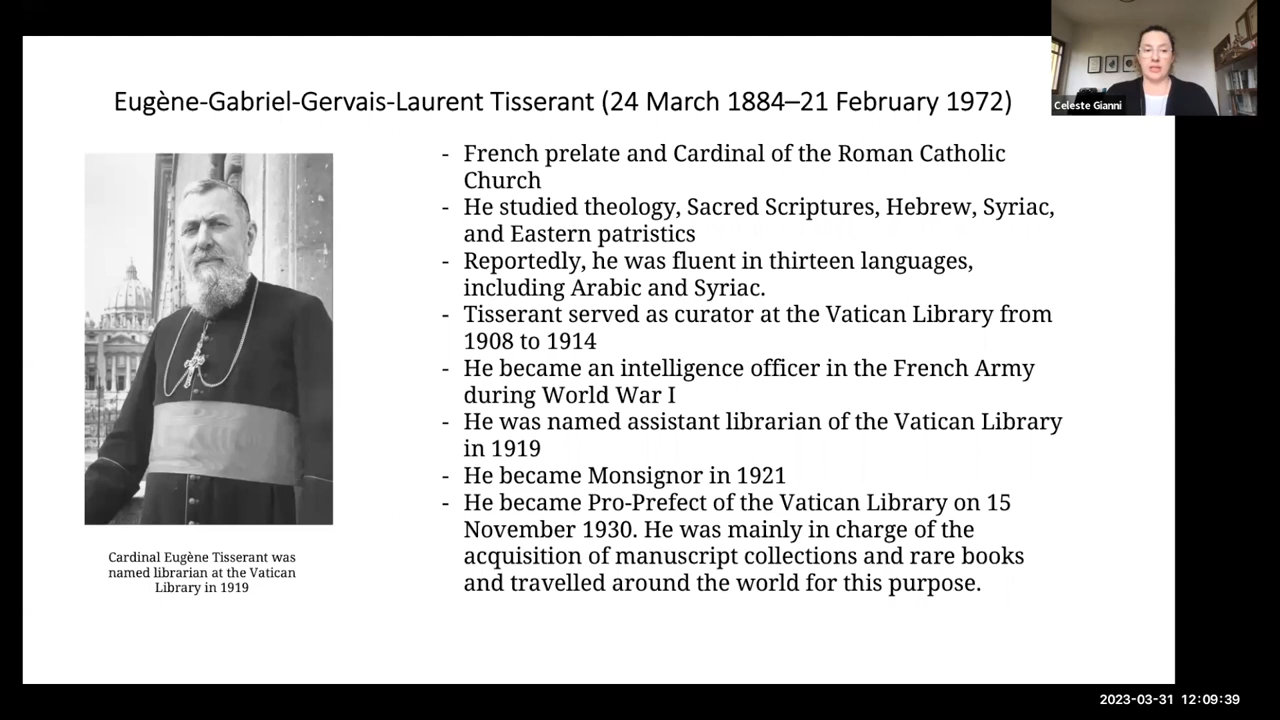 Eugène-Gabriel-Gervais-Laurent Tisserant (24 March 1884–21 February 1972)
Celeste Gianni
- French prelate and Cardinal of the Roman Catholic
Church
- He studied theology, Sacred Scriptures, Hebrew, Syriac,
and Eastern patristics
- Reportedly, he was fluent in thirteen languages,
including Arabic and Syriac.
- Tisserant served as curator at the Vatican Library from
1908 to 1914
- He became an intelligence officer in the French Army
during World War I
- He was named assistant librarian of the Vatican Library
in 1919
- He became Monsignor in 1921
- He became Pro-Prefect of the Vatican Library on 15
November 1930. He was mainly in charge of the
acquisition of manuscript collections and rare books
and travelled around the world for this purpose.
Cardinal Eugène Tisserant was
named librarian at the Vatican
Library in 1919
2023-03-31 12:09:39